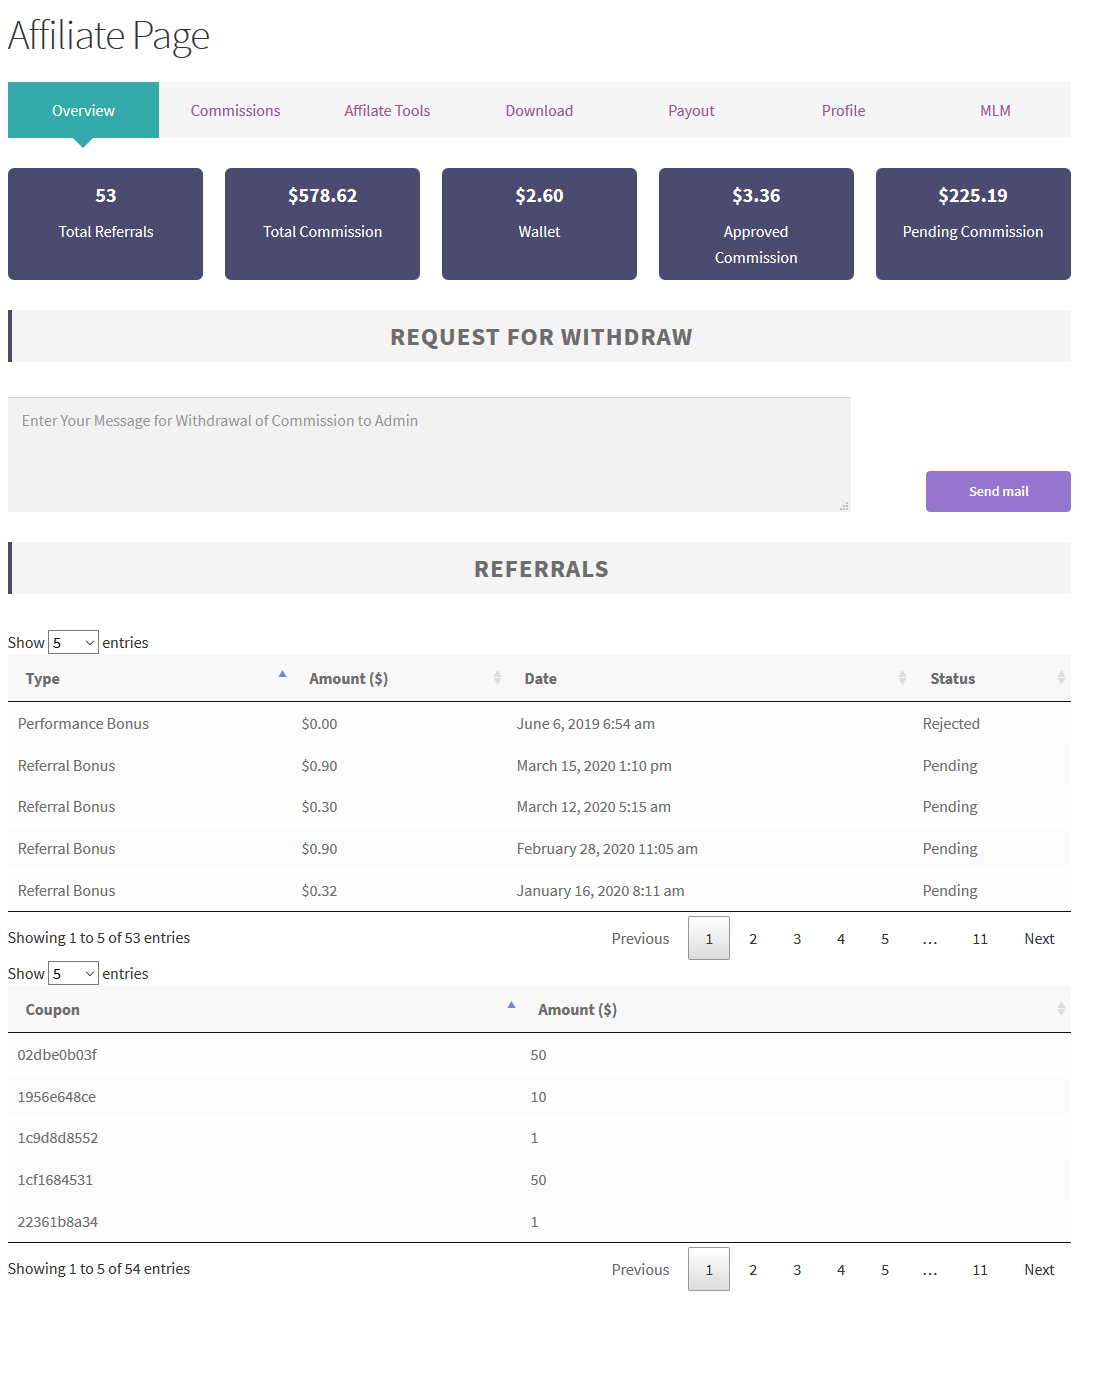 Affiliate Page
Overview Commissions Affilate Tools Download Payout Profile MLM
53 $578.62 $2.60 $3.36 $225.19
Total Referrals Total Commission Wallet Approved Pending Commission
Commission
REQUEST FOR WITHDRAW
Enter Your Message for Withdrawal of Commission to Admin
Send mail
REFERRALS
Show 5 entries
Type Amount ($) Date Status
Performance Bonus $0.00 June 6, 2019 6:54 am Rejected
Referral Bonus $0.90 March 15, 2020 1:10 pm Pending
Referral Bonus $0.30 March 12, 2020 5:15 am Pending
Referral Bonus $0.90 February 28, 2020 11:05 am Pending
Referral Bonus $0.32 January 16, 2020 8:11 am Pending
Showing 1 to 5 of 53 entries Previous 1 2 3 4 5 … 11 Next
Show 5 entries
Coupon Amount ($)
02dbe0b03f 50
1956e648ce 10
1c9d8d8552 1
1cf1684531 50
22361b8a34 1
Showing 1 to 5 of 54 entries Previous 1 2 3 4 5 … 11 Next